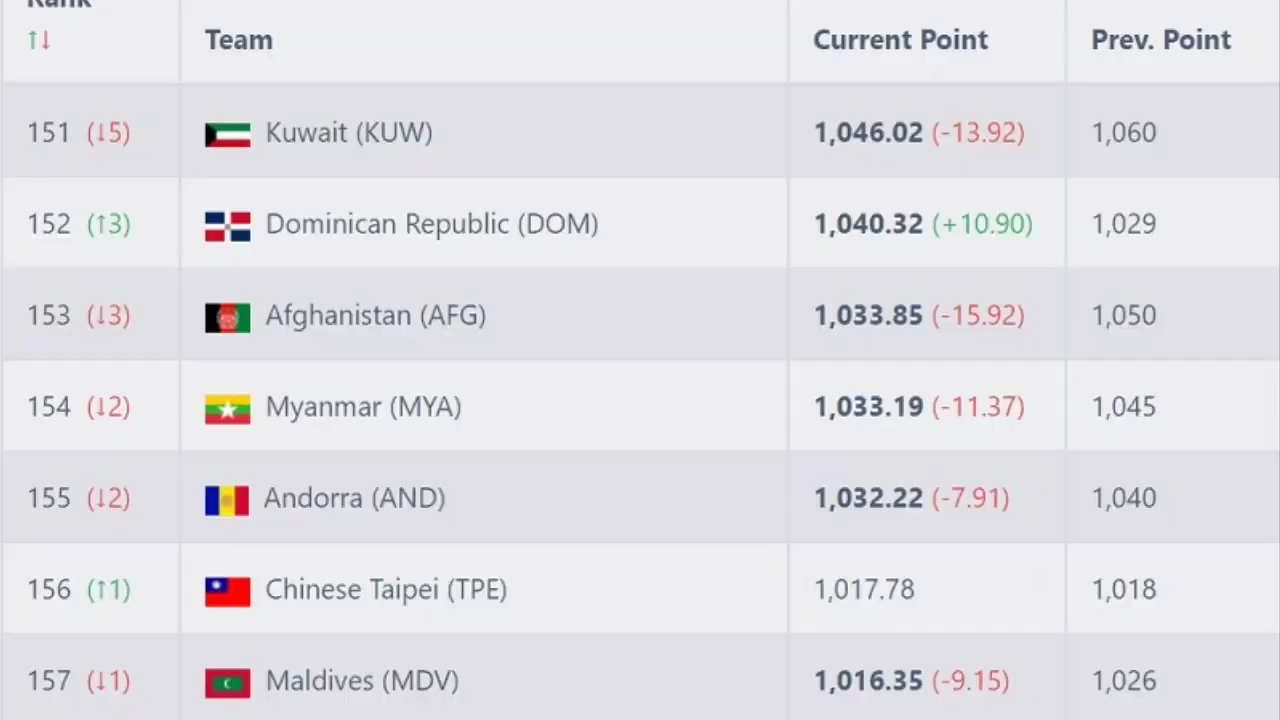 Rank
↑↓ Team Current Point Prev. Point
151 (↓5) Kuwait (KUW) 1,046.02 (-13.92) 1,060
152 (↑3) Dominican Republic (DOM) 1,040.32 (+10.90) 1,029
153 (↓3) Afghanistan (AFG) 1,033.85 (-15.92) 1,050
154 (↓2) Myanmar (MYA) 1,033.19 (-11.37) 1,045
155 (↓2) Andorra (AND) 1,032.22 (-7.91) 1,040
156 (↑1) Chinese Taipei (TPE) 1,017.78 1,018
157 (↓1) Maldives (MDV) 1,016.35 (-9.15) 1,026